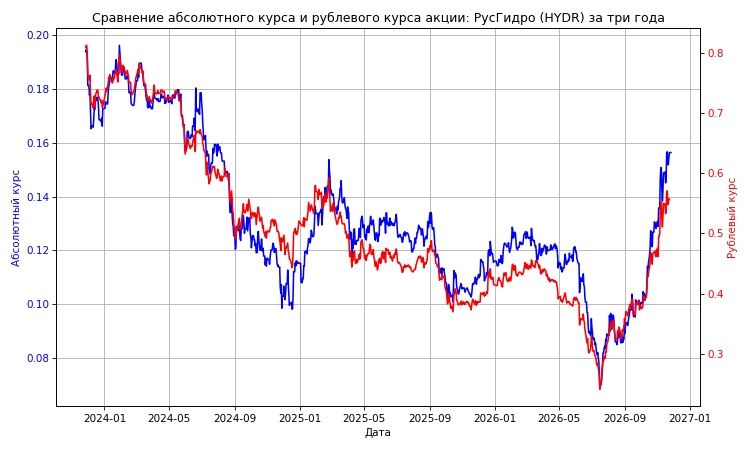 Сравнение абсолютного курса и рублевого курса акции: РусГидро (HYDR) за три года
0.20
0.18
0.16
0.14
0.12
0.10
0.08
Абсолютный курс
0.8
0.7
0.6
0.5
0.4
0.3
Рублевый курс
2024-01 2024-05 2024-09 2025-01 2025-05 2025-09 2026-01 2026-05 2026-09 2027-01
Дата